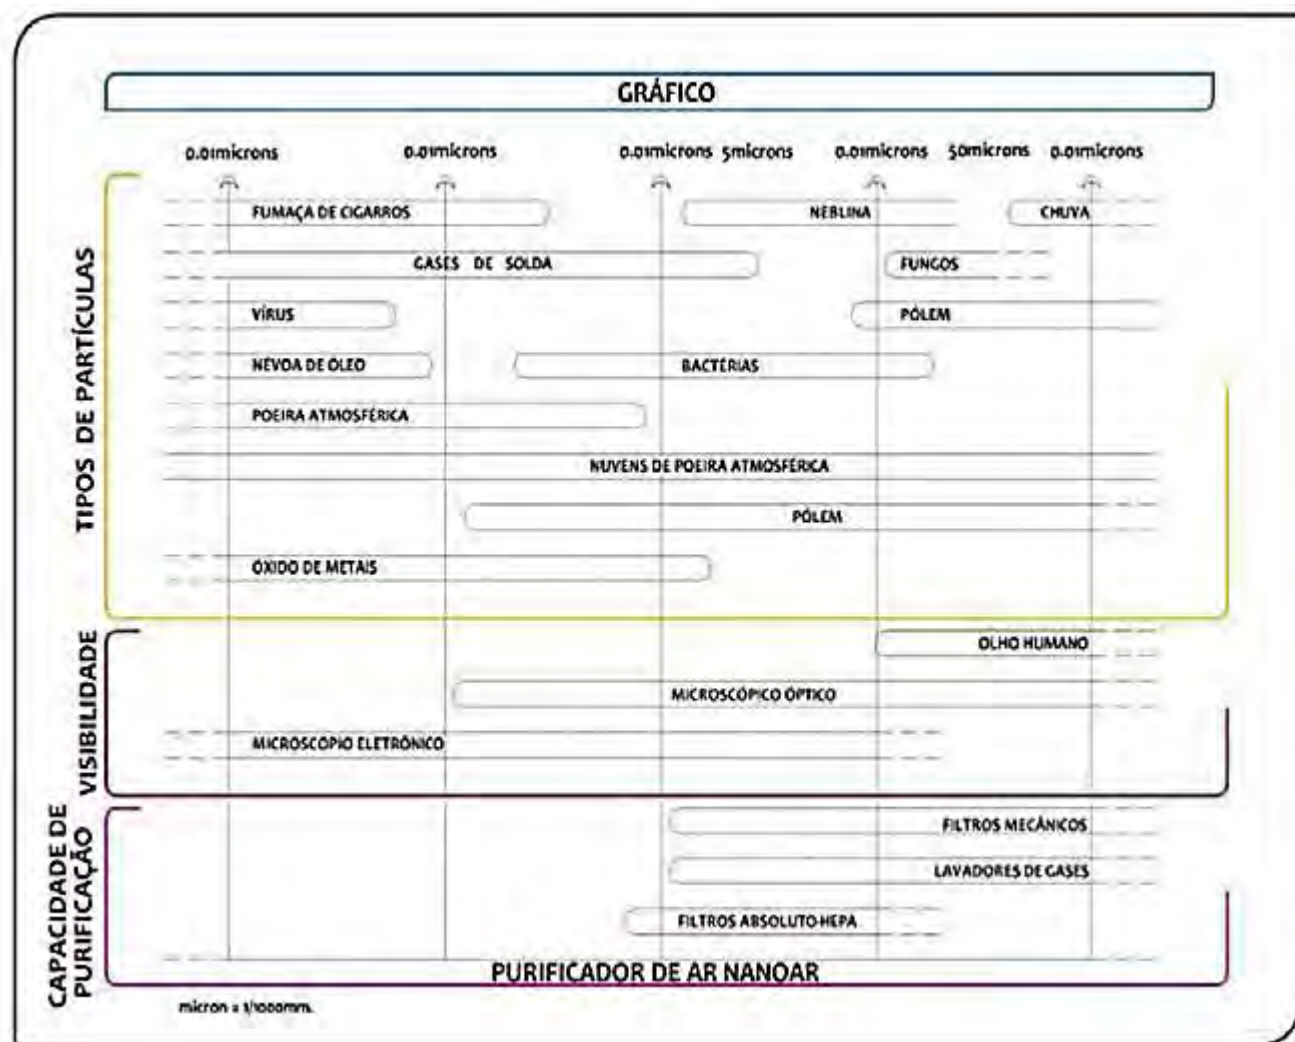 GRÁFICO
0.01microns 0.01microns 0.01microns 5microns 0.01microns 50microns 0.01microns
TIPOS DE PARTÍCULAS
FUMAÇA DE CIGARROS NEBLINA CHUVA
GASES DE SOLDA FUNGOS
VÍRUS PÓLEM
NÉVOA DE ÓLEO BACTÉRIAS
POEIRA ATMOSFÉRICA
NUVENS DE POEIRA ATMOSFÉRICA
PÓLEM
ÓXIDO DE METAIS
VISIBILIDADE
OLHO HUMANO
MICROSCÓPICO ÓPTICO
MICROSCÓPIO ELETRÔNICO
CAPACIDADE DE
PURIFICAÇÃO
FILTROS MECÂNICOS
LAVADORES DE GASES
FILTROS ABSOLUTO-HEPA
PURIFICADOR DE AR NANOAR
micron = 1/1000mm.